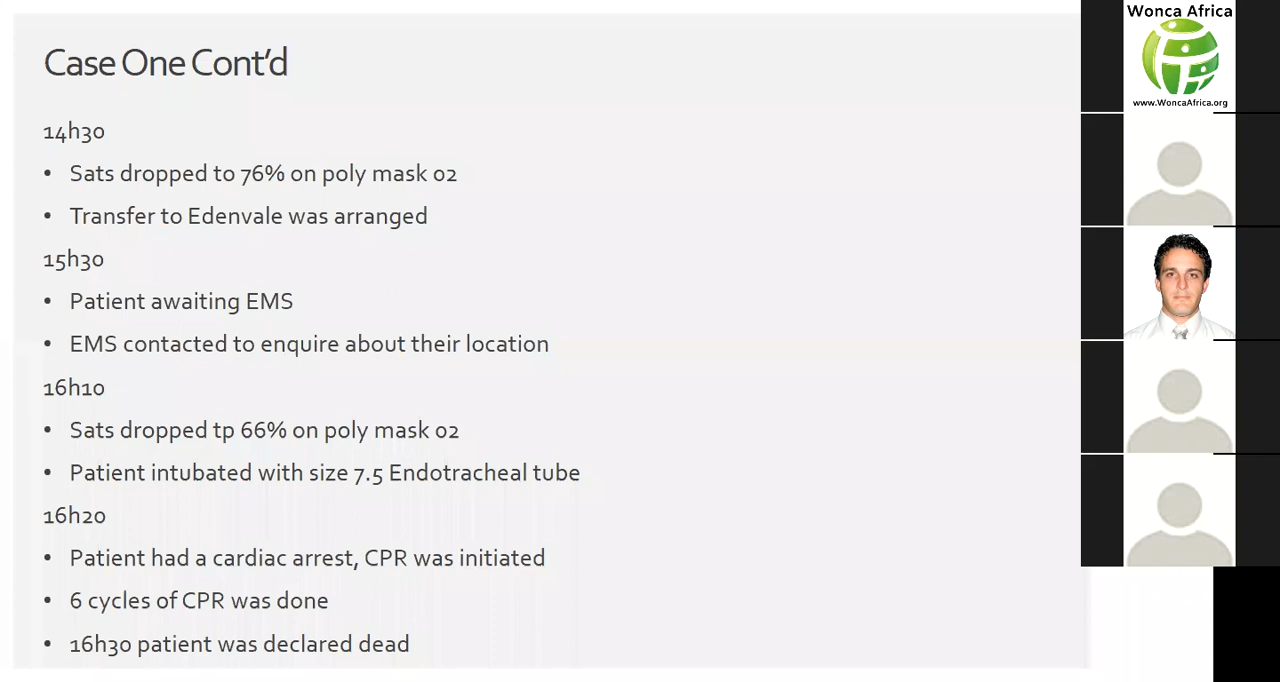 Case One Cont'd
14h30
• Sats dropped to 76% on poly mask 02
• Transfer to Edenvale was arranged
15h30
• Patient awaiting EMS
• EMS contacted to enquire about their location
16h10
• Sats dropped tp 66% on poly mask 02
• Patient intubated with size 7.5 Endotracheal tube
16h20
• Patient had a cardiac arrest, CPR was initiated
• 6 cycles of CPR was done
• 16h30 patient was declared dead
Wonca Africa
www.WoncaAfrica.org